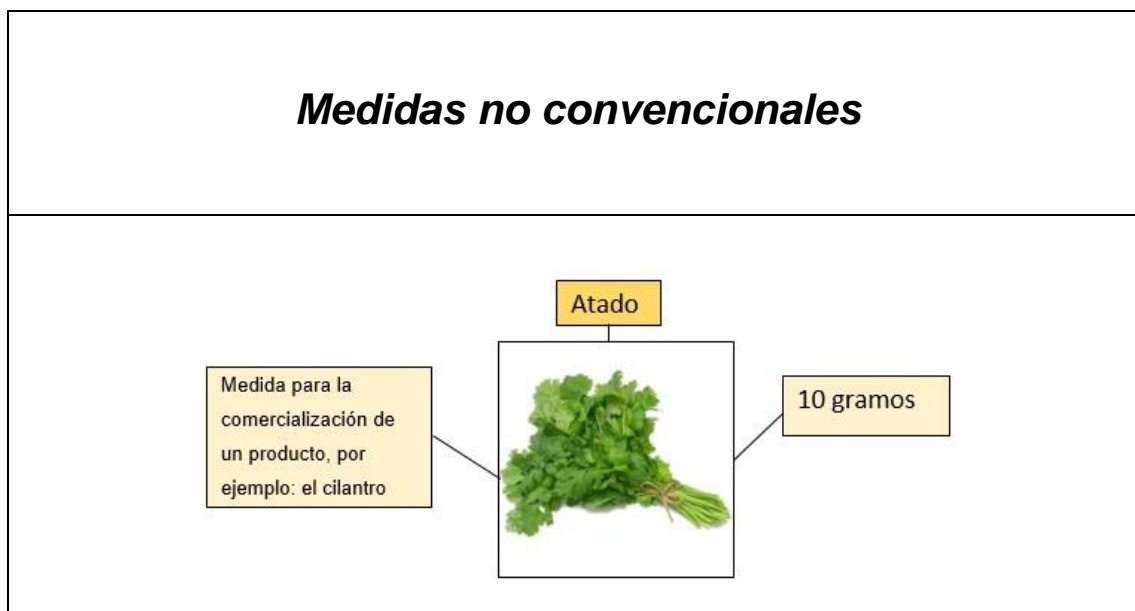 Medidas no convencionales
Atado
Medida para la
comercialización de
un producto, por
ejemplo: el cilantro
10 gramos